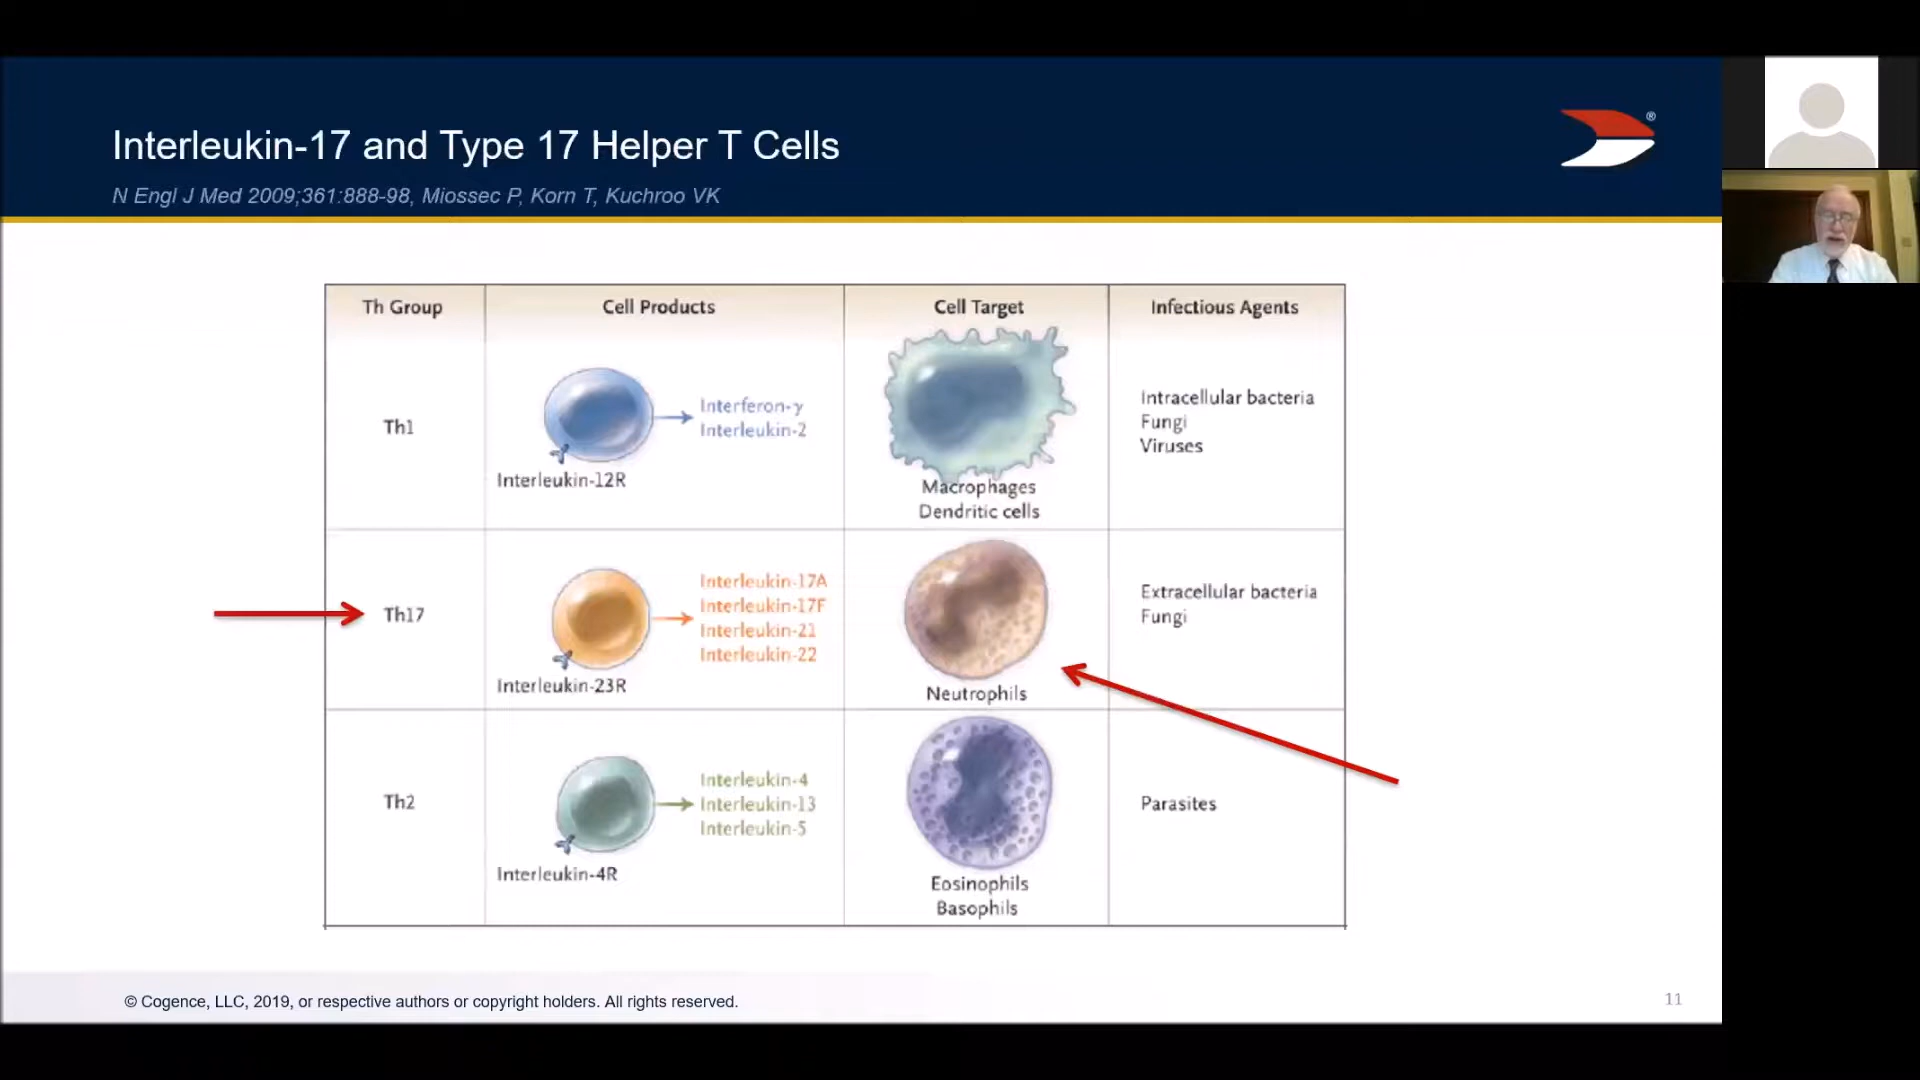 Interleukin-17 and Type 17 Helper T Cells
®
N Engl J Med 2009;361:888-98, Miossec P, Korn T, Kuchroo VK
Th Group
Cell Products
Cell Target
Infectious Agents
Th1
Interferon-γ
Interleukin-2
Interleukin-12R
Macrophages
Dendritic cells
Intracellular bacteria
Fungi
Viruses
Th17
Interleukin-17A
Interleukin-17F
Interleukin-21
Interleukin-22
Interleukin-23R
Neutrophils
Extracellular bacteria
Fungi
Th2
Interleukin-4
Interleukin-13
Interleukin-5
Interleukin-4R
Eosinophils
Basophils
Parasites
© Cogence, LLC, 2019, or respective authors or copyright holders. All rights reserved.
11